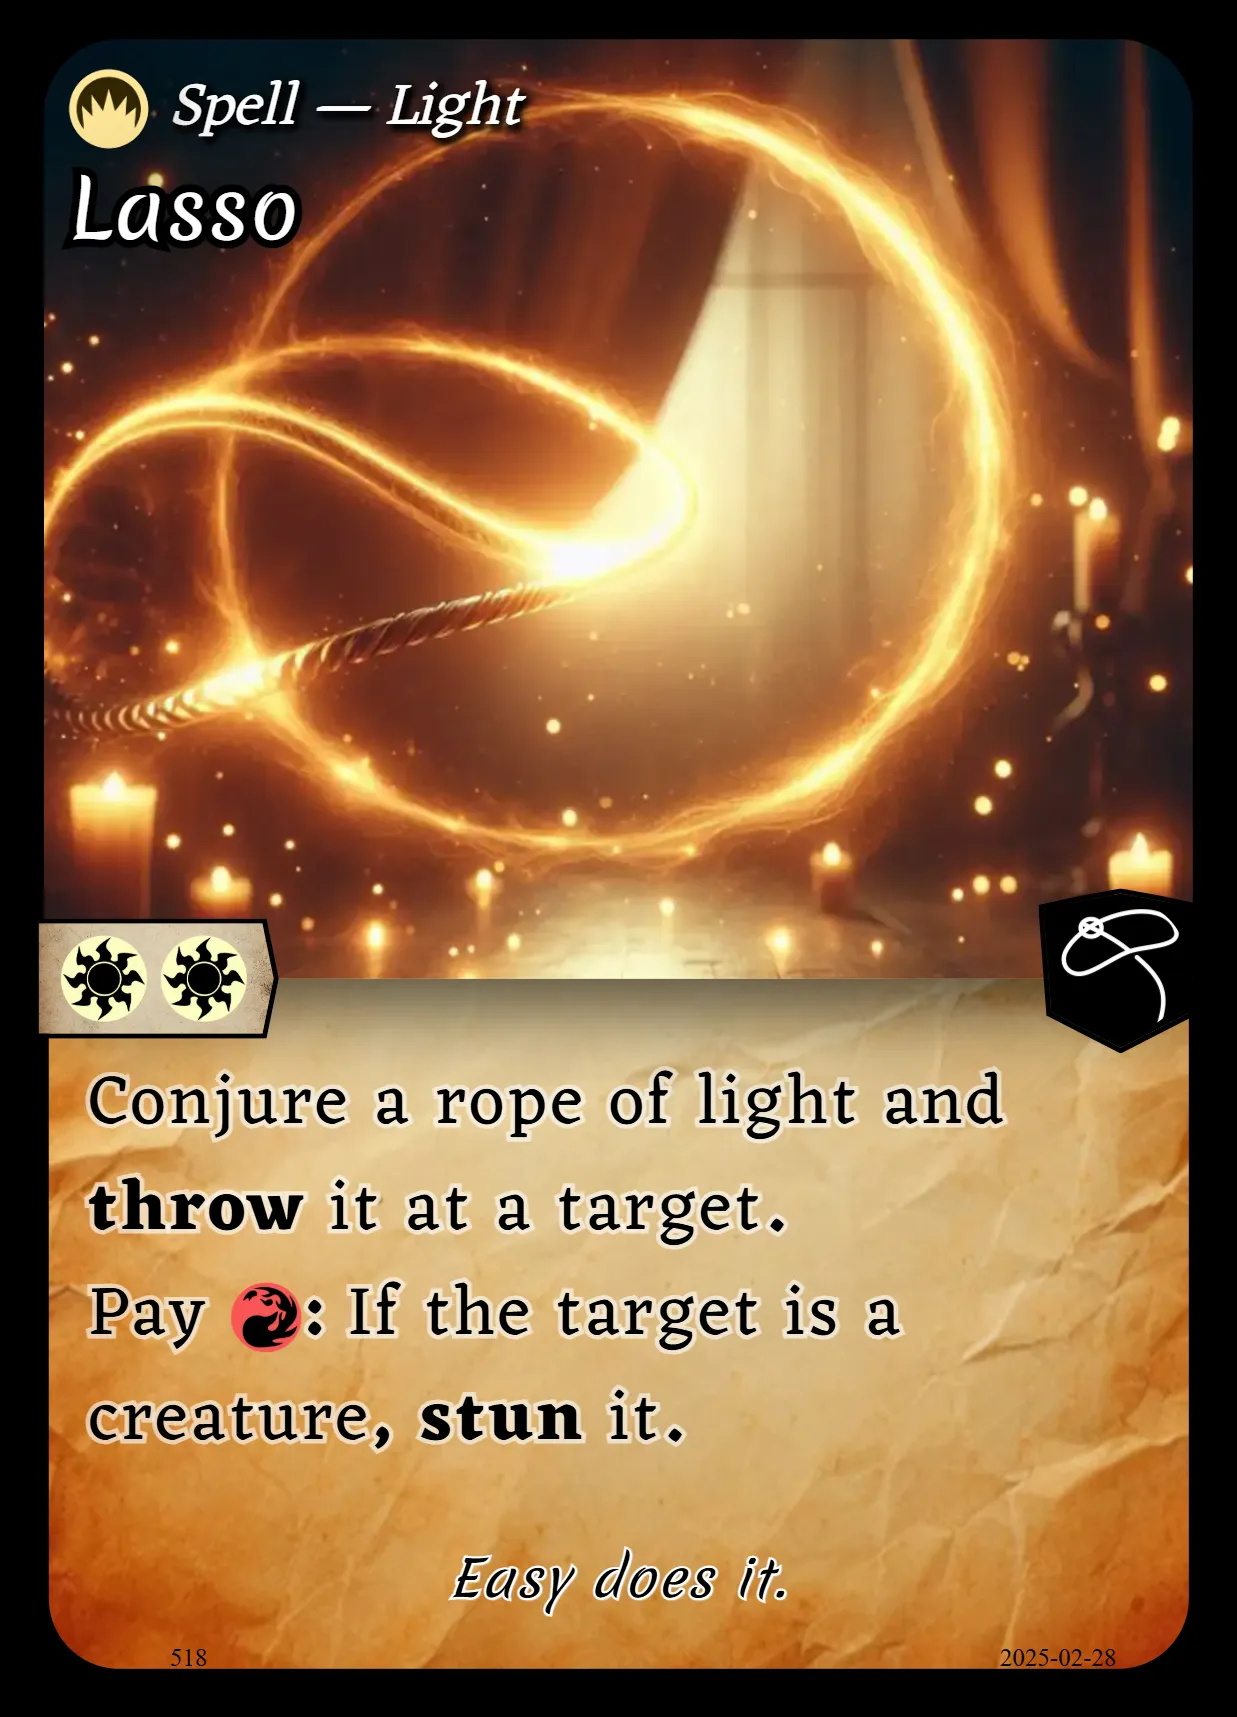 Spell — Light
Lasso
Conjure a rope of light and
throw it at a target.
Pay : If the target is a
creature, stun it.
Easy does it.
518
2025-02-28